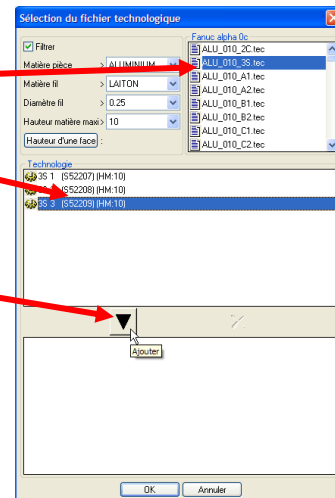 Sélection du fichier technologique
Filtrer
Matière pièce > ALUMINIUM
Matière fil > LAITON
Diamètre fil > 0.25
Hauteur matière maxi > 10
Hauteur d'une face :
Fanuc alpha 0c
ALU_010_2C.tec
ALU_010_3S.tec
ALU_010_A1.tec
ALU_010_A2.tec
ALU_010_B1.tec
ALU_010_B2.tec
ALU_010_C1.tec
ALU_010_C2.tec
Technologie
3S 1 (S52207) (HM:10)
(S52208) (HM:10)
3S 3 (S52209) (HM:10)
Ajouter
OK Annuler